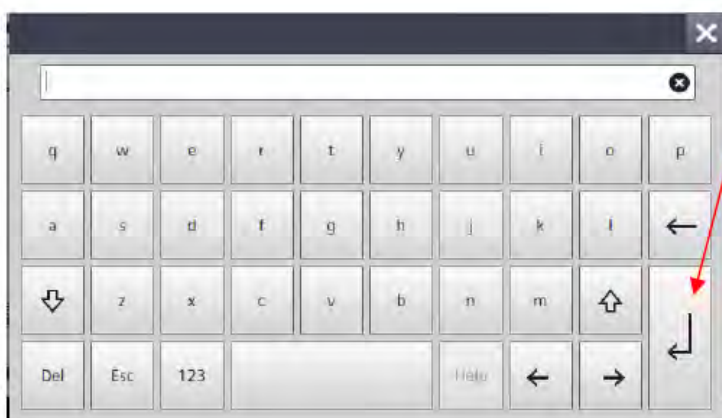 q w e r t y u i o p
a s d f g h j k l
z x c v b n m
Del Esc 123 Help